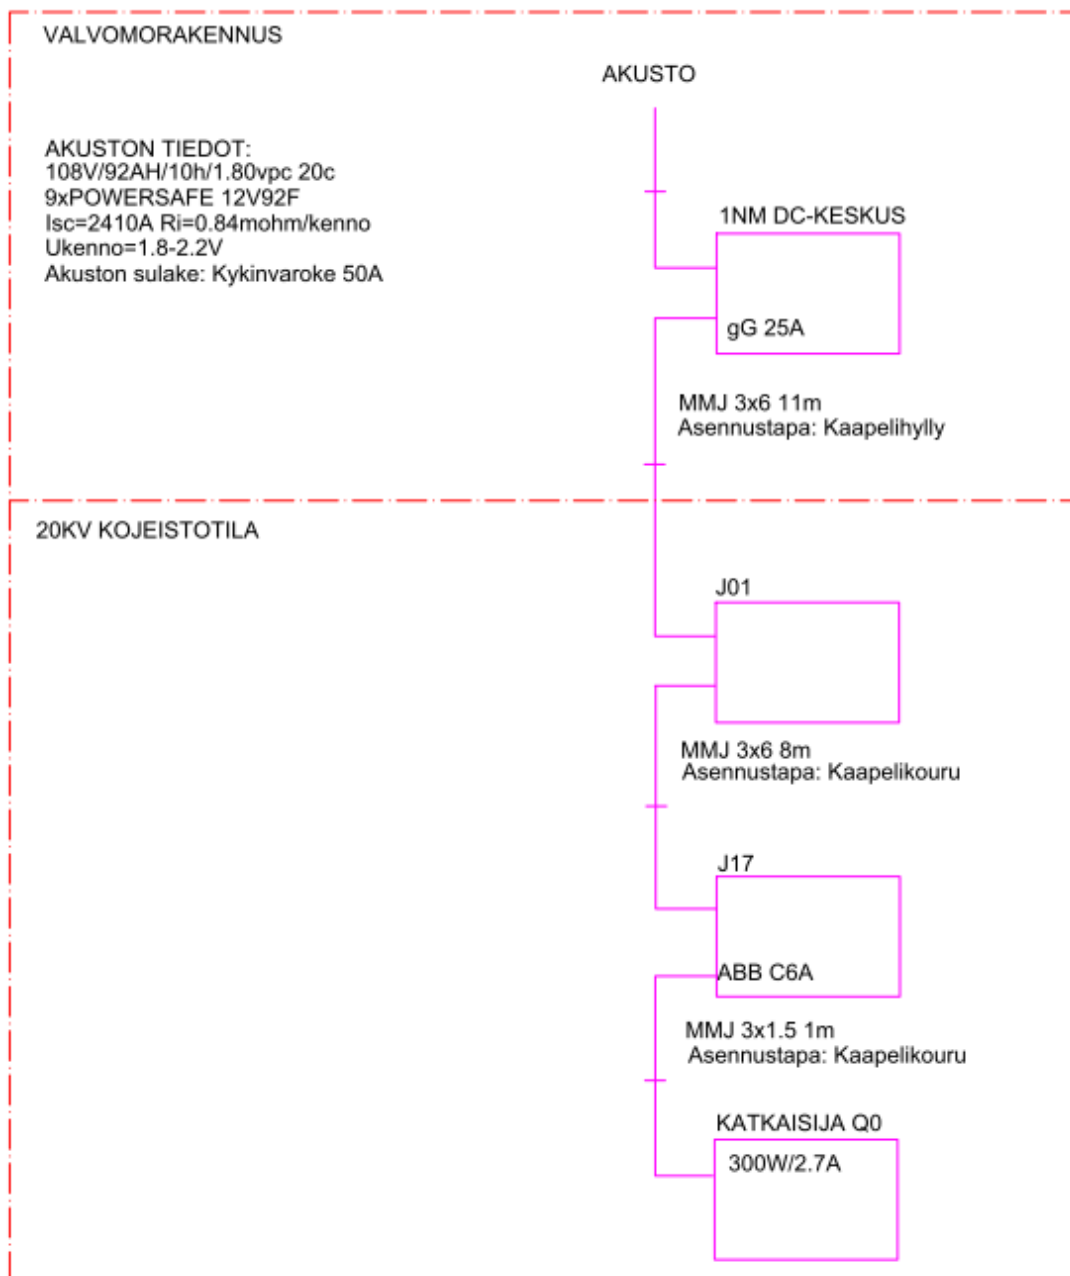 VALVOMORAKENNUS
AKUSTO
AKUSTON TIEDOT:
108V/92AH/10h/1.80vpc 20c
9xPOWERSAFE 12V92F
Isc=2410A Ri=0.84mohm/kenno
Ukenno=1.8-2.2V
Akuston sulake: Kykinvaroke 50A
1NM DC-KESKUS
gG 25A
MMJ 3x6 11m
Asennustapa: Kaapelihylly
20KV KOJEISTOTILA
J01
MMJ 3x6 8m
Asennustapa: Kaapelikouru
J17
ABB C6A
MMJ 3x1.5 1m
Asennustapa: Kaapelikouru
KATKAISIJA Q0
300W/2.7A